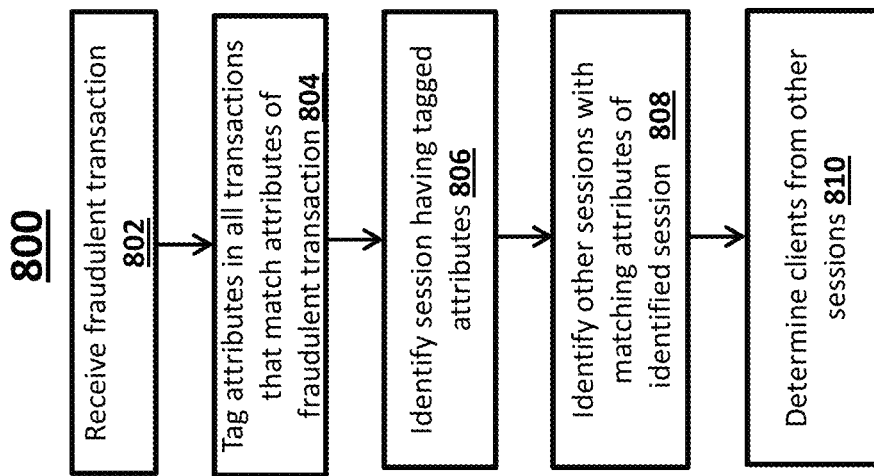 800
Receive fraudulent transaction
802
Tag attributes in all transactions
that match attributes of
fraudulent transaction 804
Identify session having tagged
attributes 806
Identify other sessions with
matching attributes of
identified session 808
Determine clients from other
sessions 810